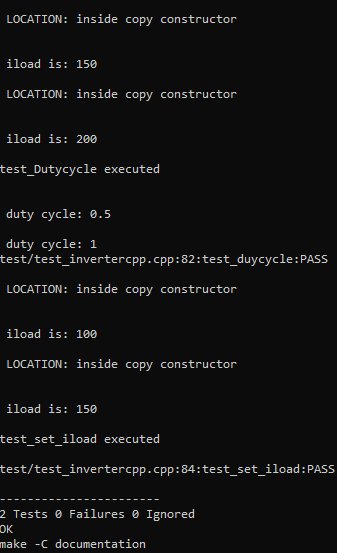 LOCATION: inside copy constructor
iload is: 150
LOCATION: inside copy constructor
iload is: 200
test_Dutycycle executed
duty cycle: 0.5
duty cycle: 1
test/test_invertercpp.cpp:82:test_duycycle:PASS
LOCATION: inside copy constructor
iload is: 100
LOCATION: inside copy constructor
iload is: 150
test_set_iload executed
test/test_invertercpp.cpp:84:test_set_iload:PASS
-----------------------
2 Tests 0 Failures 0 Ignored
OK
make -C documentation